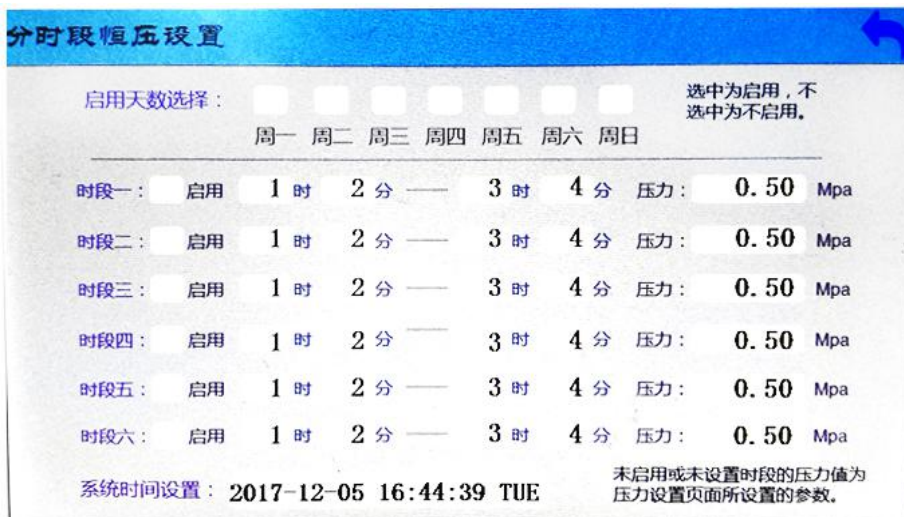 分时段恒压设置
启用天数选择：
选中为启用，不
选中为不启用。
周一 周二 周三 周四 周五 周六 周日
时段一： 启用 1 时 2 分 —— 3 时 4 分 压力： 0.50 Mpa
时段二： 启用 1 时 2 分 —— 3 时 4 分 压力： 0.50 Mpa
时段三： 启用 1 时 2 分 —— 3 时 4 分 压力： 0.50 Mpa
时段四： 启用 1 时 2 分 —— 3 时 4 分 压力： 0.50 Mpa
时段五： 启用 1 时 2 分 —— 3 时 4 分 压力： 0.50 Mpa
时段六： 启用 1 时 2 分 —— 3 时 4 分 压力： 0.50 Mpa
系统时间设置： 2017-12-05 16:44:39 TUE
未启用或未设置时段的压力值为
压力设置页面所设置的参数。